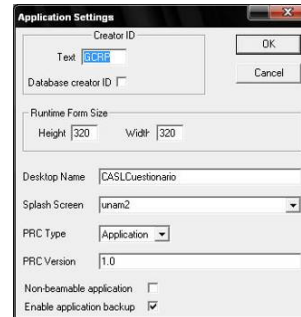 Application Settings
Creator ID
Text GCRP
Database creator ID
OK
Cancel
Runtime Form Size
Height 320 Width 320
Desktop Name CASLCuestionario
Splash Screen unam2
PRC Type Application
PRC Version 1.0
Non-beamable application
Enable application backup